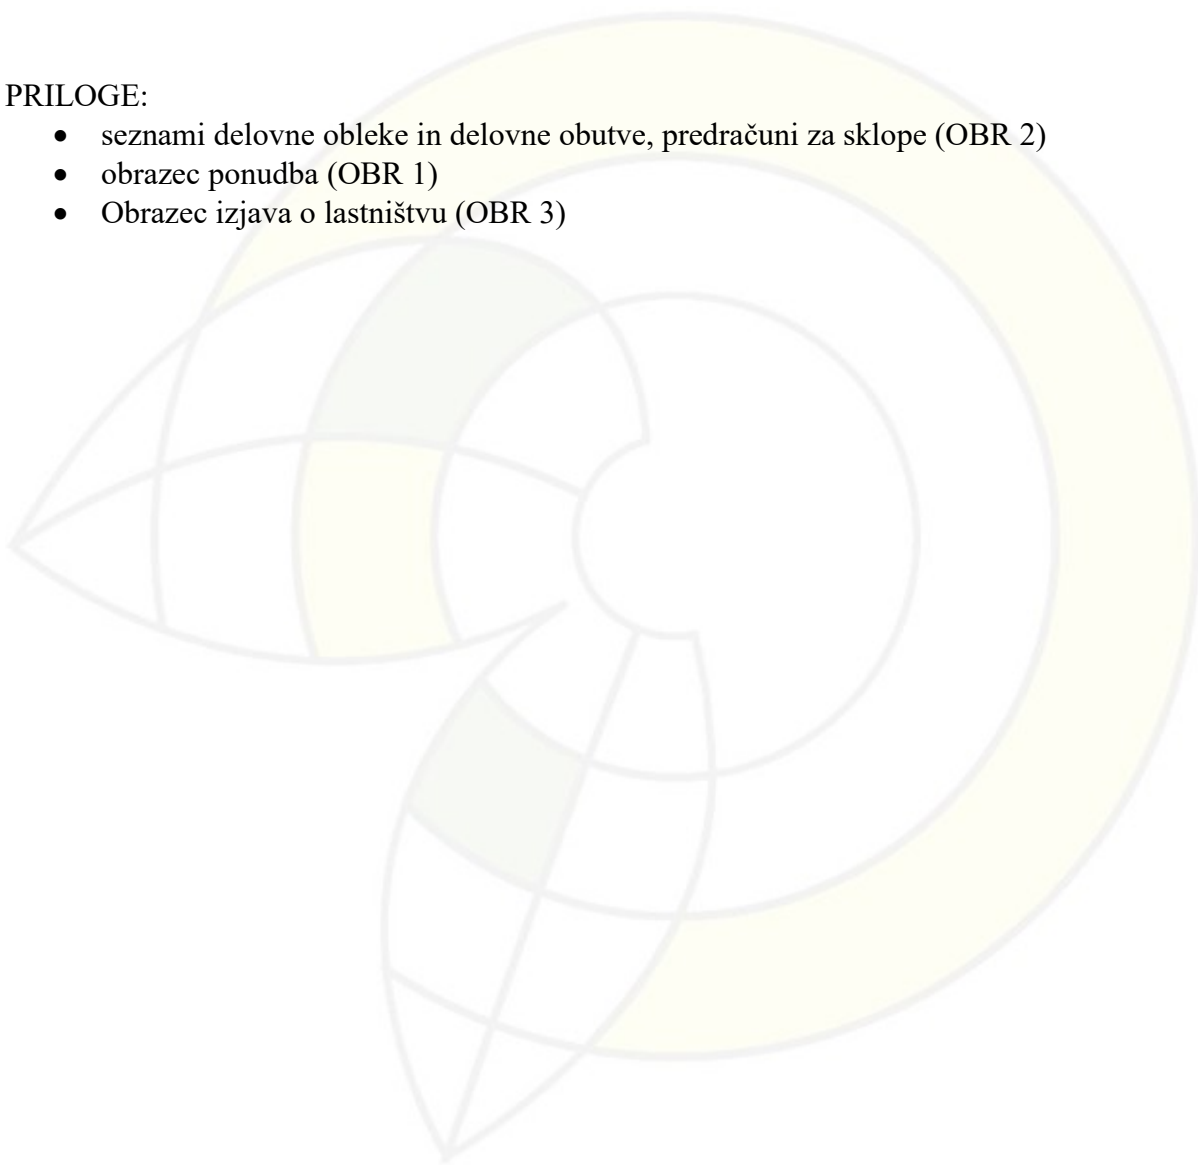 PRILOGE:
• seznami delovne obleke in delovne obutve, predračuni za sklope (OBR 2)
• obrazec ponudba (OBR 1)
• Obrazec izjava o lastništvu (OBR 3)